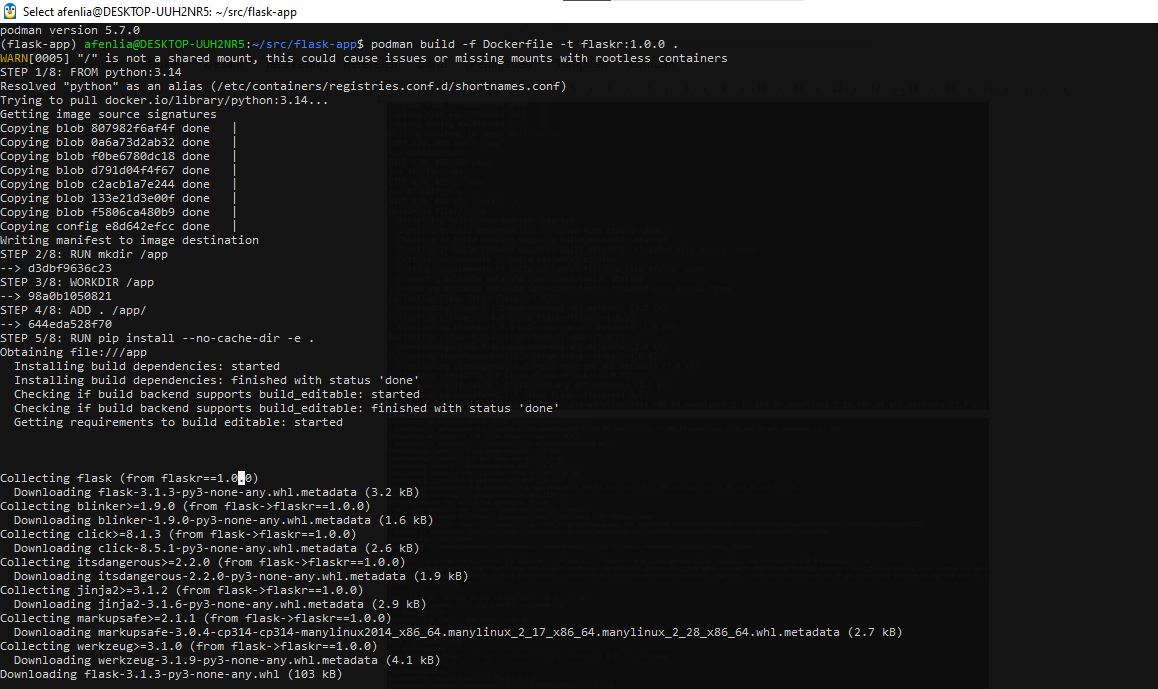 Select afenlia@DESKTOP-UUH2NR5: ~/src/flask-app
podman version 5.7.0
(flask-app) afenlia@DESKTOP-UUH2NR5:~/src/flask-app$ podman build -f Dockerfile -t flaskr:1.0.0 .
WARN[0005] "/" is not a shared mount, this could cause issues or missing mounts with rootless containers
STEP 1/8: FROM python:3.14
Resolved "python" as an alias (/etc/containers/registries.conf.d/shortnames.conf)
Trying to pull docker.io/library/python:3.14...
Getting image source signatures
Copying blob 807982f6af4f done   |
Copying blob 0a6a73d2ab32 done   |
Copying blob f0be6780dc18 done   |
Copying blob d791d04f4f67 done   |
Copying blob c2acb1a7e244 done   |
Copying blob 133e21d3e00f done   |
Copying blob f5806ca480b9 done   |
Copying config e8d642efcc done   |
Writing manifest to image destination
STEP 2/8: RUN mkdir /app
--> d3dbf9636c23
STEP 3/8: WORKDIR /app
--> 98a0b1050821
STEP 4/8: ADD . /app/
--> 644eda528f70
STEP 5/8: RUN pip install --no-cache-dir -e .
Obtaining file:///app
  Installing build dependencies: started
  Installing build dependencies: finished with status 'done'
  Checking if build backend supports build_editable: started
  Checking if build backend supports build_editable: finished with status 'done'
  Getting requirements to build editable: started
Collecting flask (from flaskr==1.0.0)
  Downloading flask-3.1.3-py3-none-any.whl.metadata (3.2 kB)
Collecting blinker>=1.9.0 (from flask->flaskr==1.0.0)
  Downloading blinker-1.9.0-py3-none-any.whl.metadata (1.6 kB)
Collecting click>=8.1.3 (from flask->flaskr==1.0.0)
  Downloading click-8.5.1-py3-none-any.whl.metadata (2.6 kB)
Collecting itsdangerous>=2.2.0 (from flask->flaskr==1.0.0)
  Downloading itsdangerous-2.2.0-py3-none-any.whl.metadata (1.9 kB)
Collecting jinja2>=3.1.2 (from flask->flaskr==1.0.0)
  Downloading jinja2-3.1.6-py3-none-any.whl.metadata (2.9 kB)
Collecting markupsafe>=2.1.1 (from flask->flaskr==1.0.0)
  Downloading markupsafe-3.0.4-cp314-cp314-manylinux2014_x86_64.manylinux_2_17_x86_64.manylinux_2_28_x86_64.whl.metadata (2.7 kB)
Collecting werkzeug>=3.1.0 (from flask->flaskr==1.0.0)
  Downloading werkzeug-3.1.9-py3-none-any.whl.metadata (4.1 kB)
Downloading flask-3.1.3-py3-none-any.whl (103 kB)